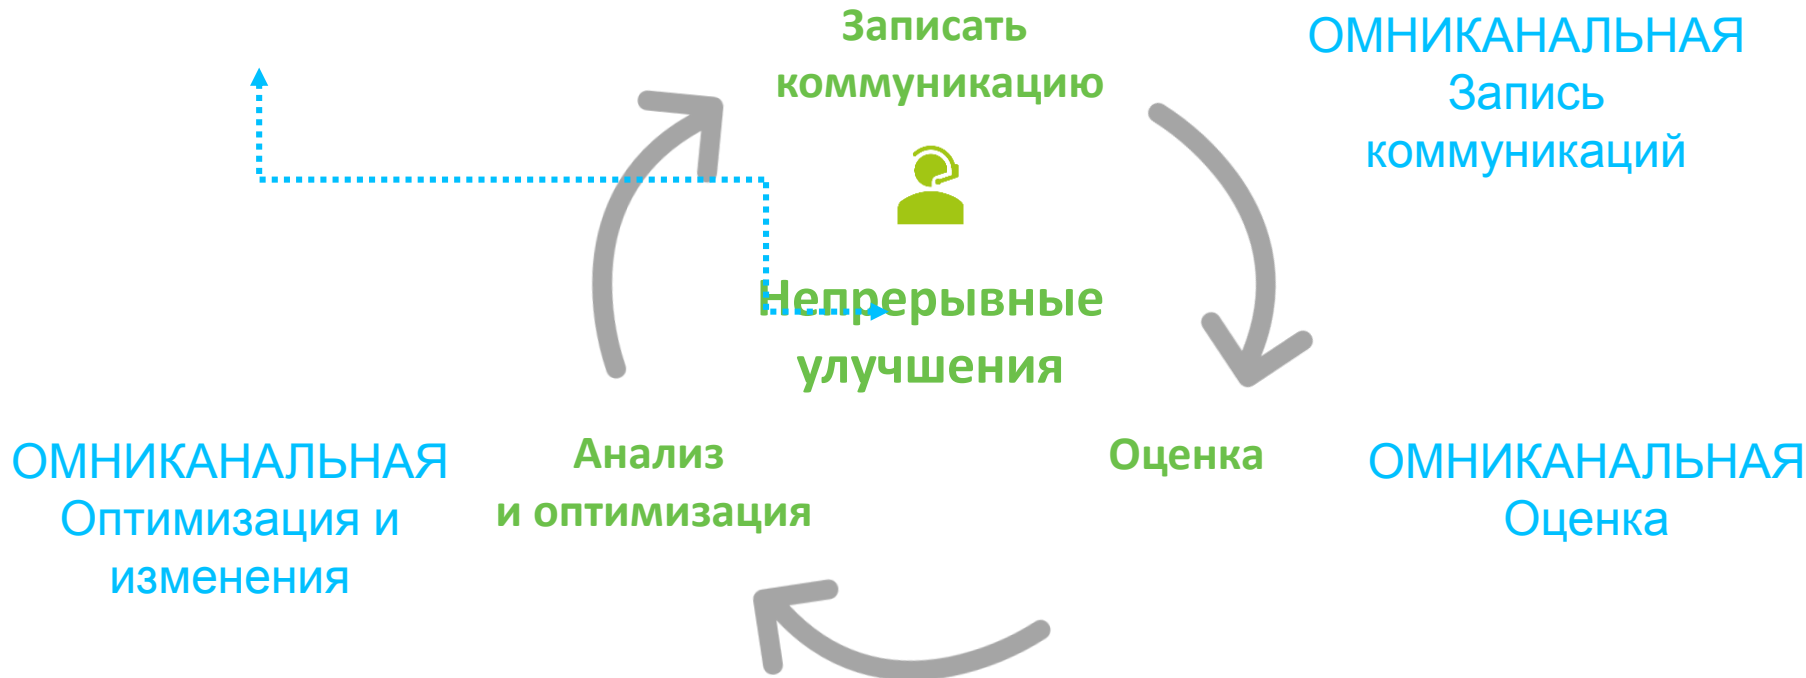 Записать
коммуникацию
ОМНИКАНАЛЬНАЯ
Запись
коммуникаций
Непрерывные
улучшения
ОМНИКАНАЛЬНАЯ
Оптимизация и
изменения
Анализ
и оптимизация
Оценка
ОМНИКАНАЛЬНАЯ
Оценка